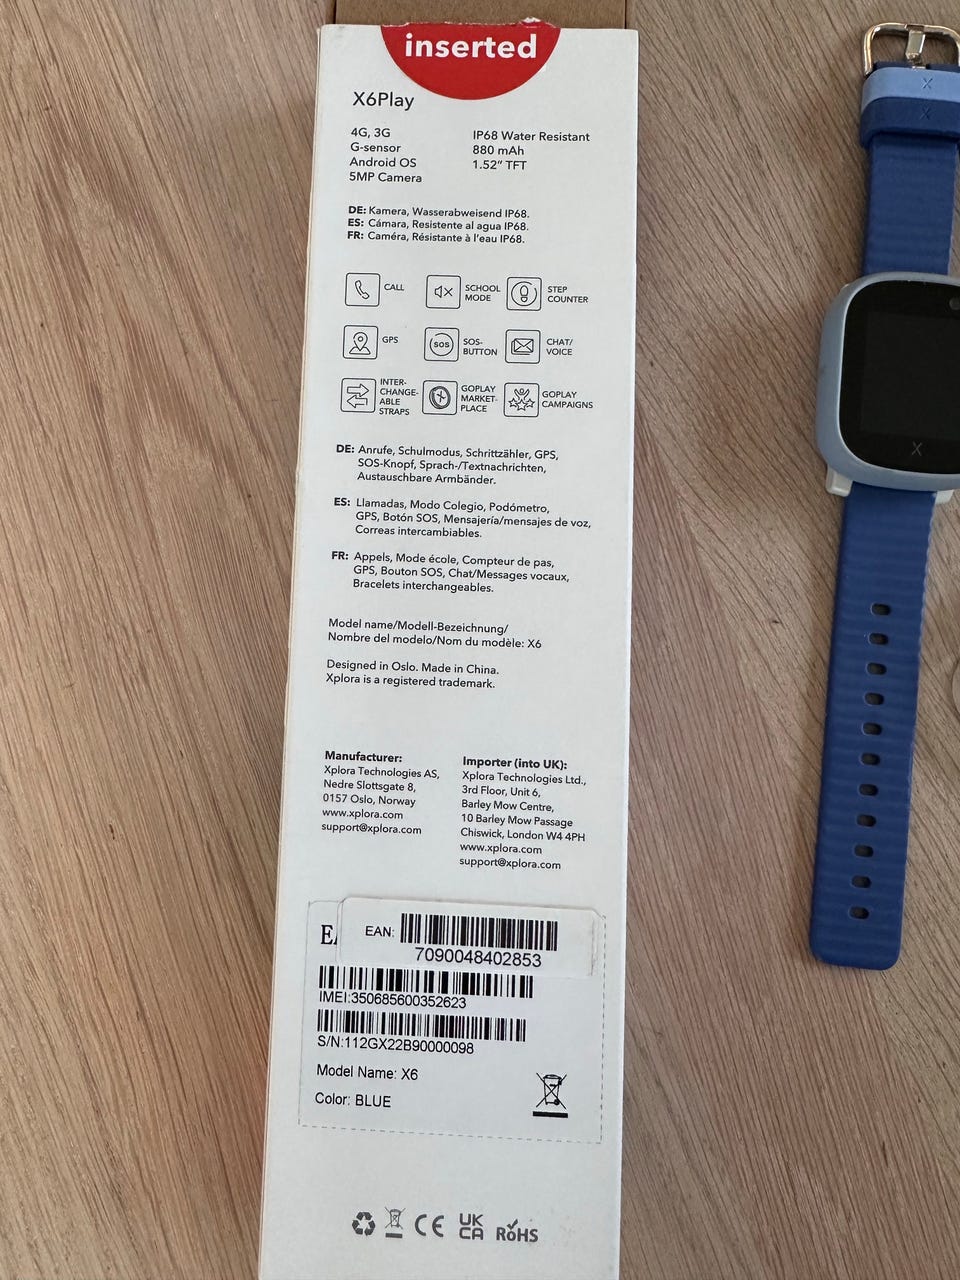 inserted
X6Play
4G, 3G
G-sensor
Android OS
5MP Camera
IP68 Water Resistant
880 mAh
1.52” TFT
DE: Kamera, Wasserabweisend IP68.
ES: Cámara, Resistente al agua IP68.
FR: Caméra, Résistante à l’eau IP68.
CALL
SCHOOL
MODE
STEP
COUNTER
GPS
SOS
SOS-
BUTTON
CHAT/
VOICE
INTER-
CHANGE-
ABLE
STRAPS
GOPLAY
MARKET-
PLACE
GOPLAY
CAMPAIGNS
DE: Anrufe, Schulmodus, Schrittzähler, GPS,
SOS-Knopf, Sprach-/Textnachrichten,
Austauschbare Armbänder.
ES: Llamadas, Modo Colegio, Podómetro,
GPS, Botón SOS, Mensajería/mensajes de voz,
Correas intercambiables.
FR: Appels, Mode école, Compteur de pas,
GPS, Bouton SOS, Chat/Messages vocaux,
Bracelets interchangeables.
Model name/Modell-Bezeichnung/
Nombre del modelo/Nom du modèle: X6
Designed in Oslo. Made in China.
Xplora is a registered trademark.
Manufacturer:
Xplora Technologies AS,
Nedre Slottsgate 8,
0157 Oslo, Norway
www.xplora.com
support@xplora.com
Importer (into UK):
Xplora Technologies Ltd.,
3rd Floor, Unit 6,
Barley Mow Centre,
10 Barley Mow Passage
Chiswick, London W4 4PH
www.xplora.com
support@xplora.com
EAN:
7090048402853
IMEI:350685600352623
S/N:112GX22B90000098
Model Name: X6
Color: BLUE
CE
UK
CA
RoHS